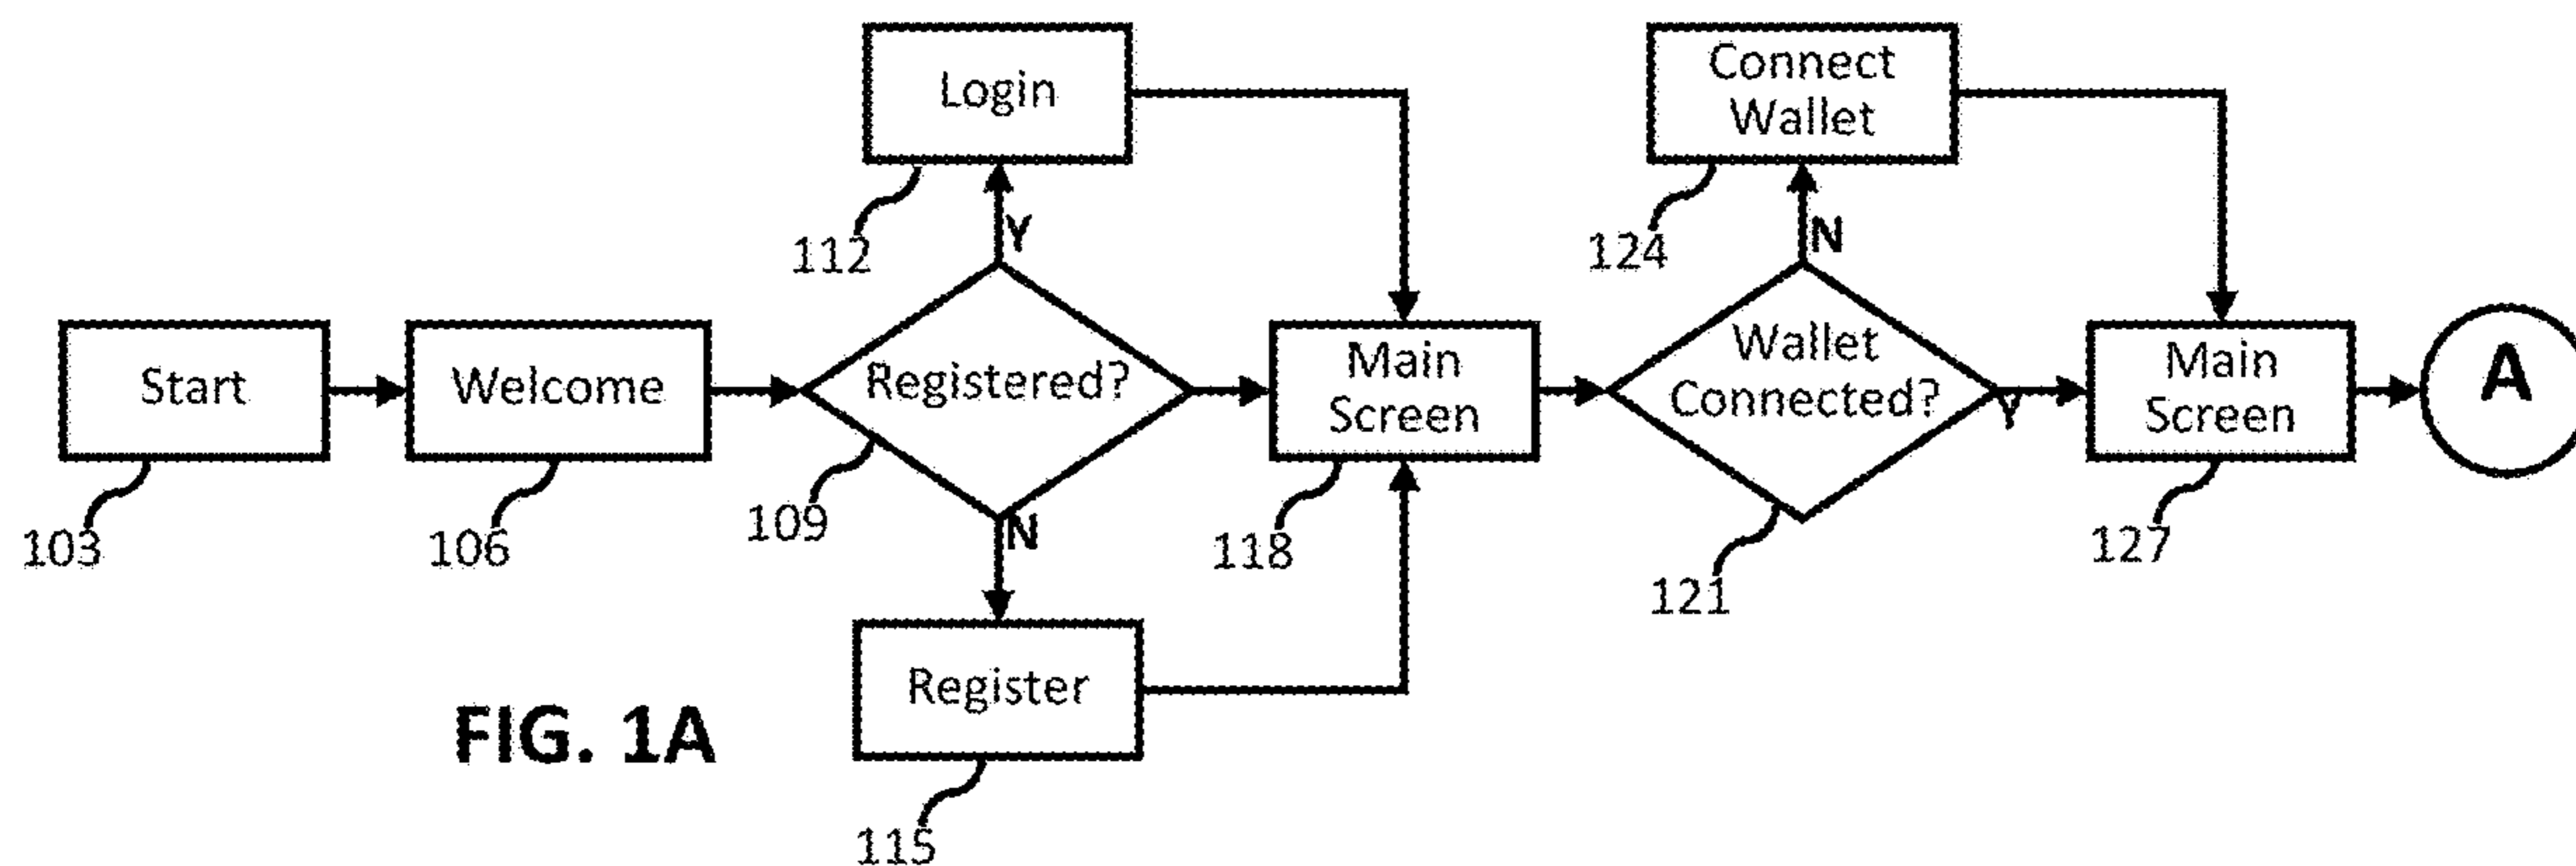 Login
Connect
Wallet
112
Y
124
N
Start
Welcome
Registered?
Main
Screen
Wallet
Connected?
Y
Main
Screen
A
103
106
109
N
118
121
127
Register
FIG. 1A
115